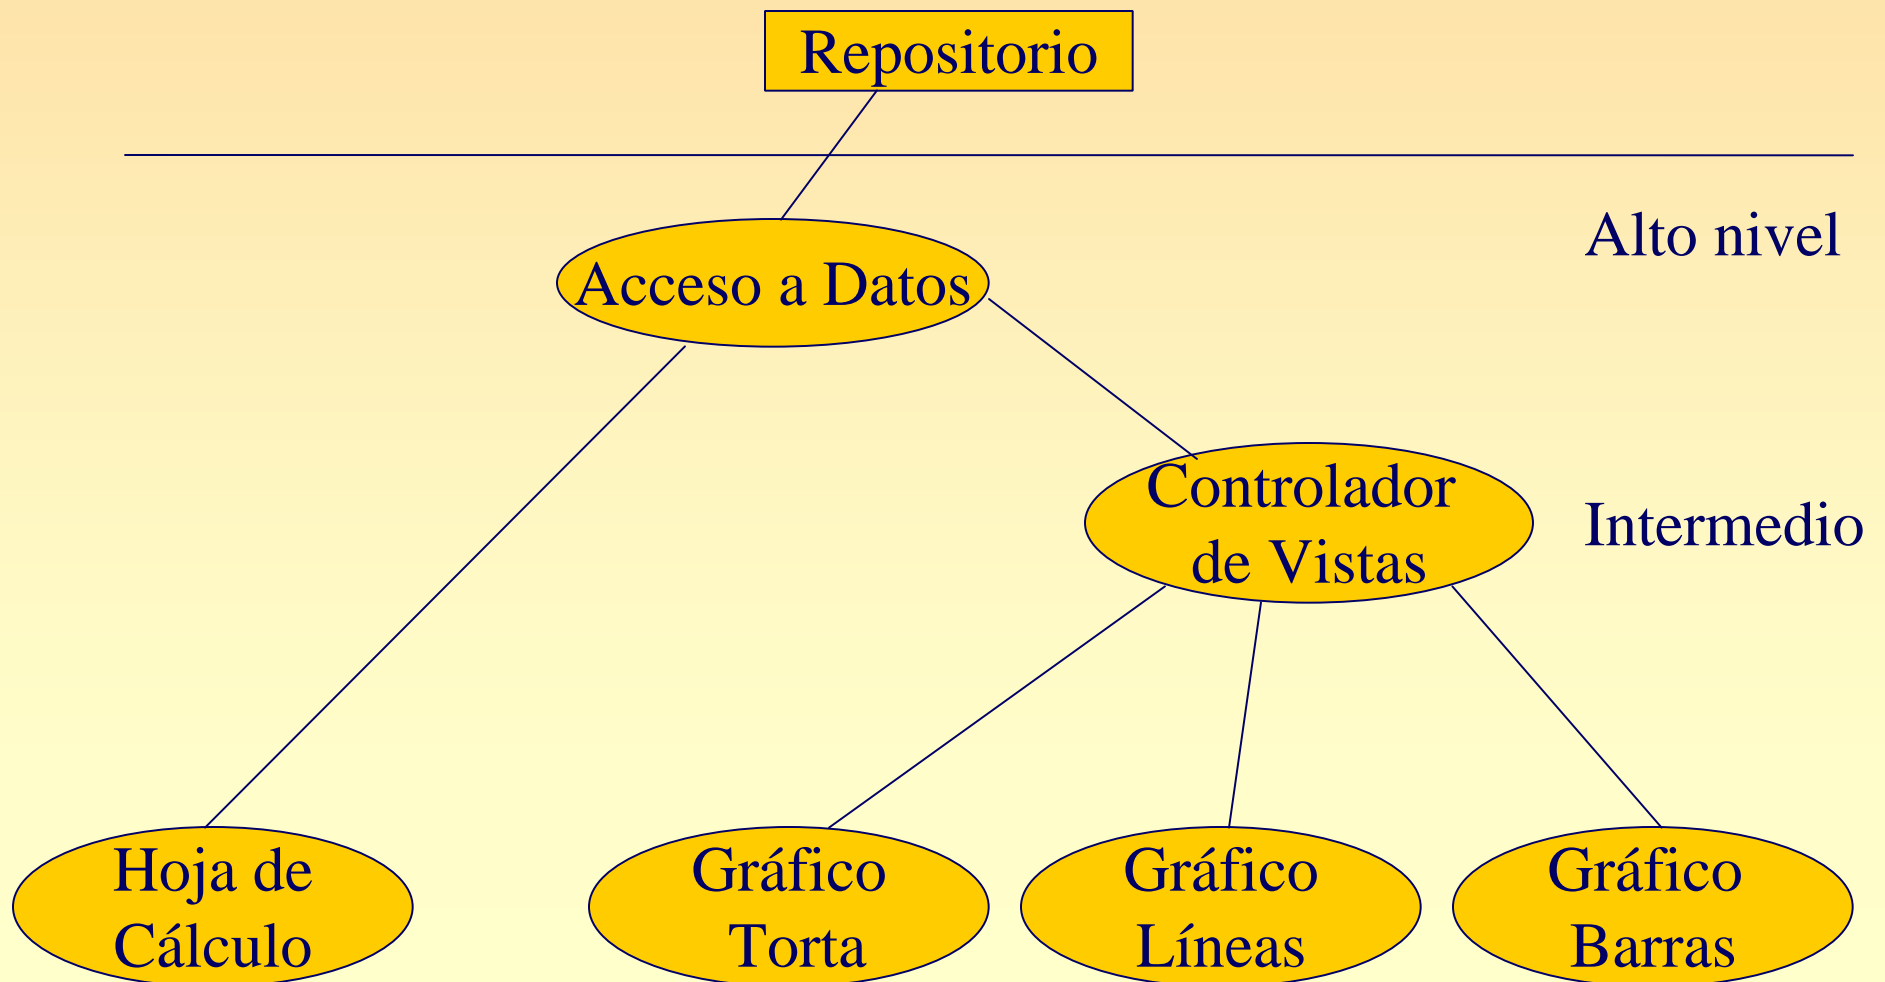 Repositorio
Alto nivel
Acceso a Datos
Controlador
de Vistas
Intermedio
Hoja de
Cálculo
Gráfico
Torta
Gráfico
Líneas
Gráfico
Barras